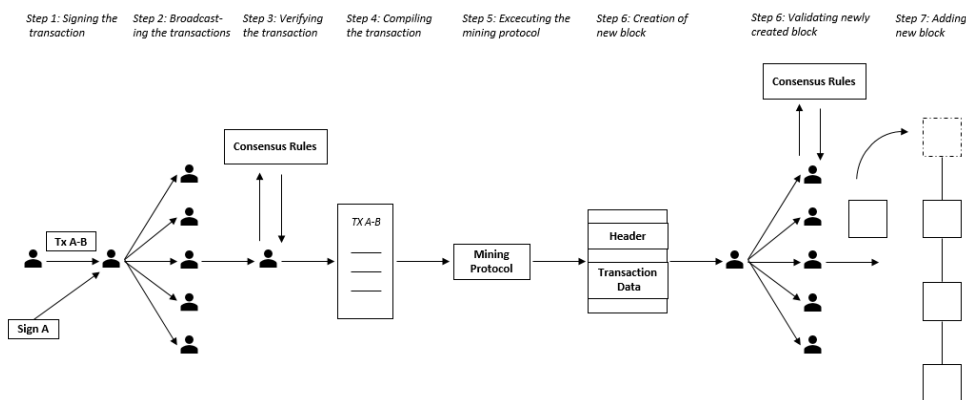 Step 1: Signing the
transaction
Step 2: Broadcast-
ing the transactions
Step 3: Verifying
the transaction
Step 4: Compiling
the transaction
Step 5: Excecuting the
mining protocol
Step 6: Creation of
new block
Step 6: Validating newly
created block
Step 7: Adding
new block
Consensus Rules
Consensus Rules
Tx A-B
TX A-B
Header
Mining
Protocol
Transaction
Data
Sign A